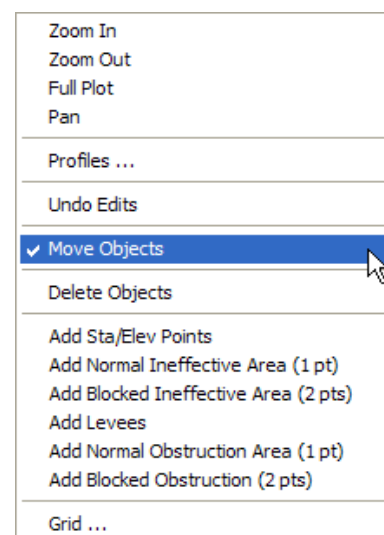 Zoom In
Zoom Out
Full Plot
Pan
Profiles ...
Undo Edits
Move Objects
Delete Objects
Add Sta/Elev Points
Add Normal Ineffective Area (1 pt)
Add Blocked Ineffective Area (2 pts)
Add Levees
Add Normal Obstruction Area (1 pt)
Add Blocked Obstruction (2 pts)
Grid ...